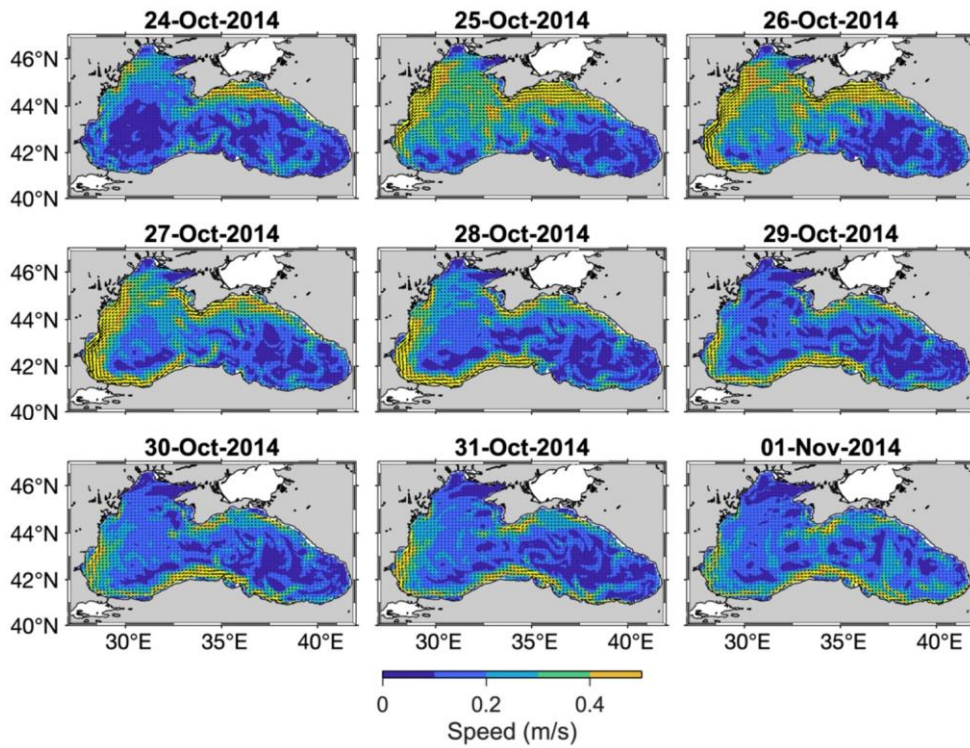 24-Oct-2014 25-Oct-2014 26-Oct-2014
46°N
44°N
42°N
40°N
27-Oct-2014 28-Oct-2014 29-Oct-2014
46°N
44°N
42°N
40°N
30-Oct-2014 31-Oct-2014 01-Nov-2014
46°N
44°N
42°N
40°N
30°E 35°E 40°E 30°E 35°E 40°E 30°E 35°E 40°E
0 0.2 0.4
Speed (m/s)